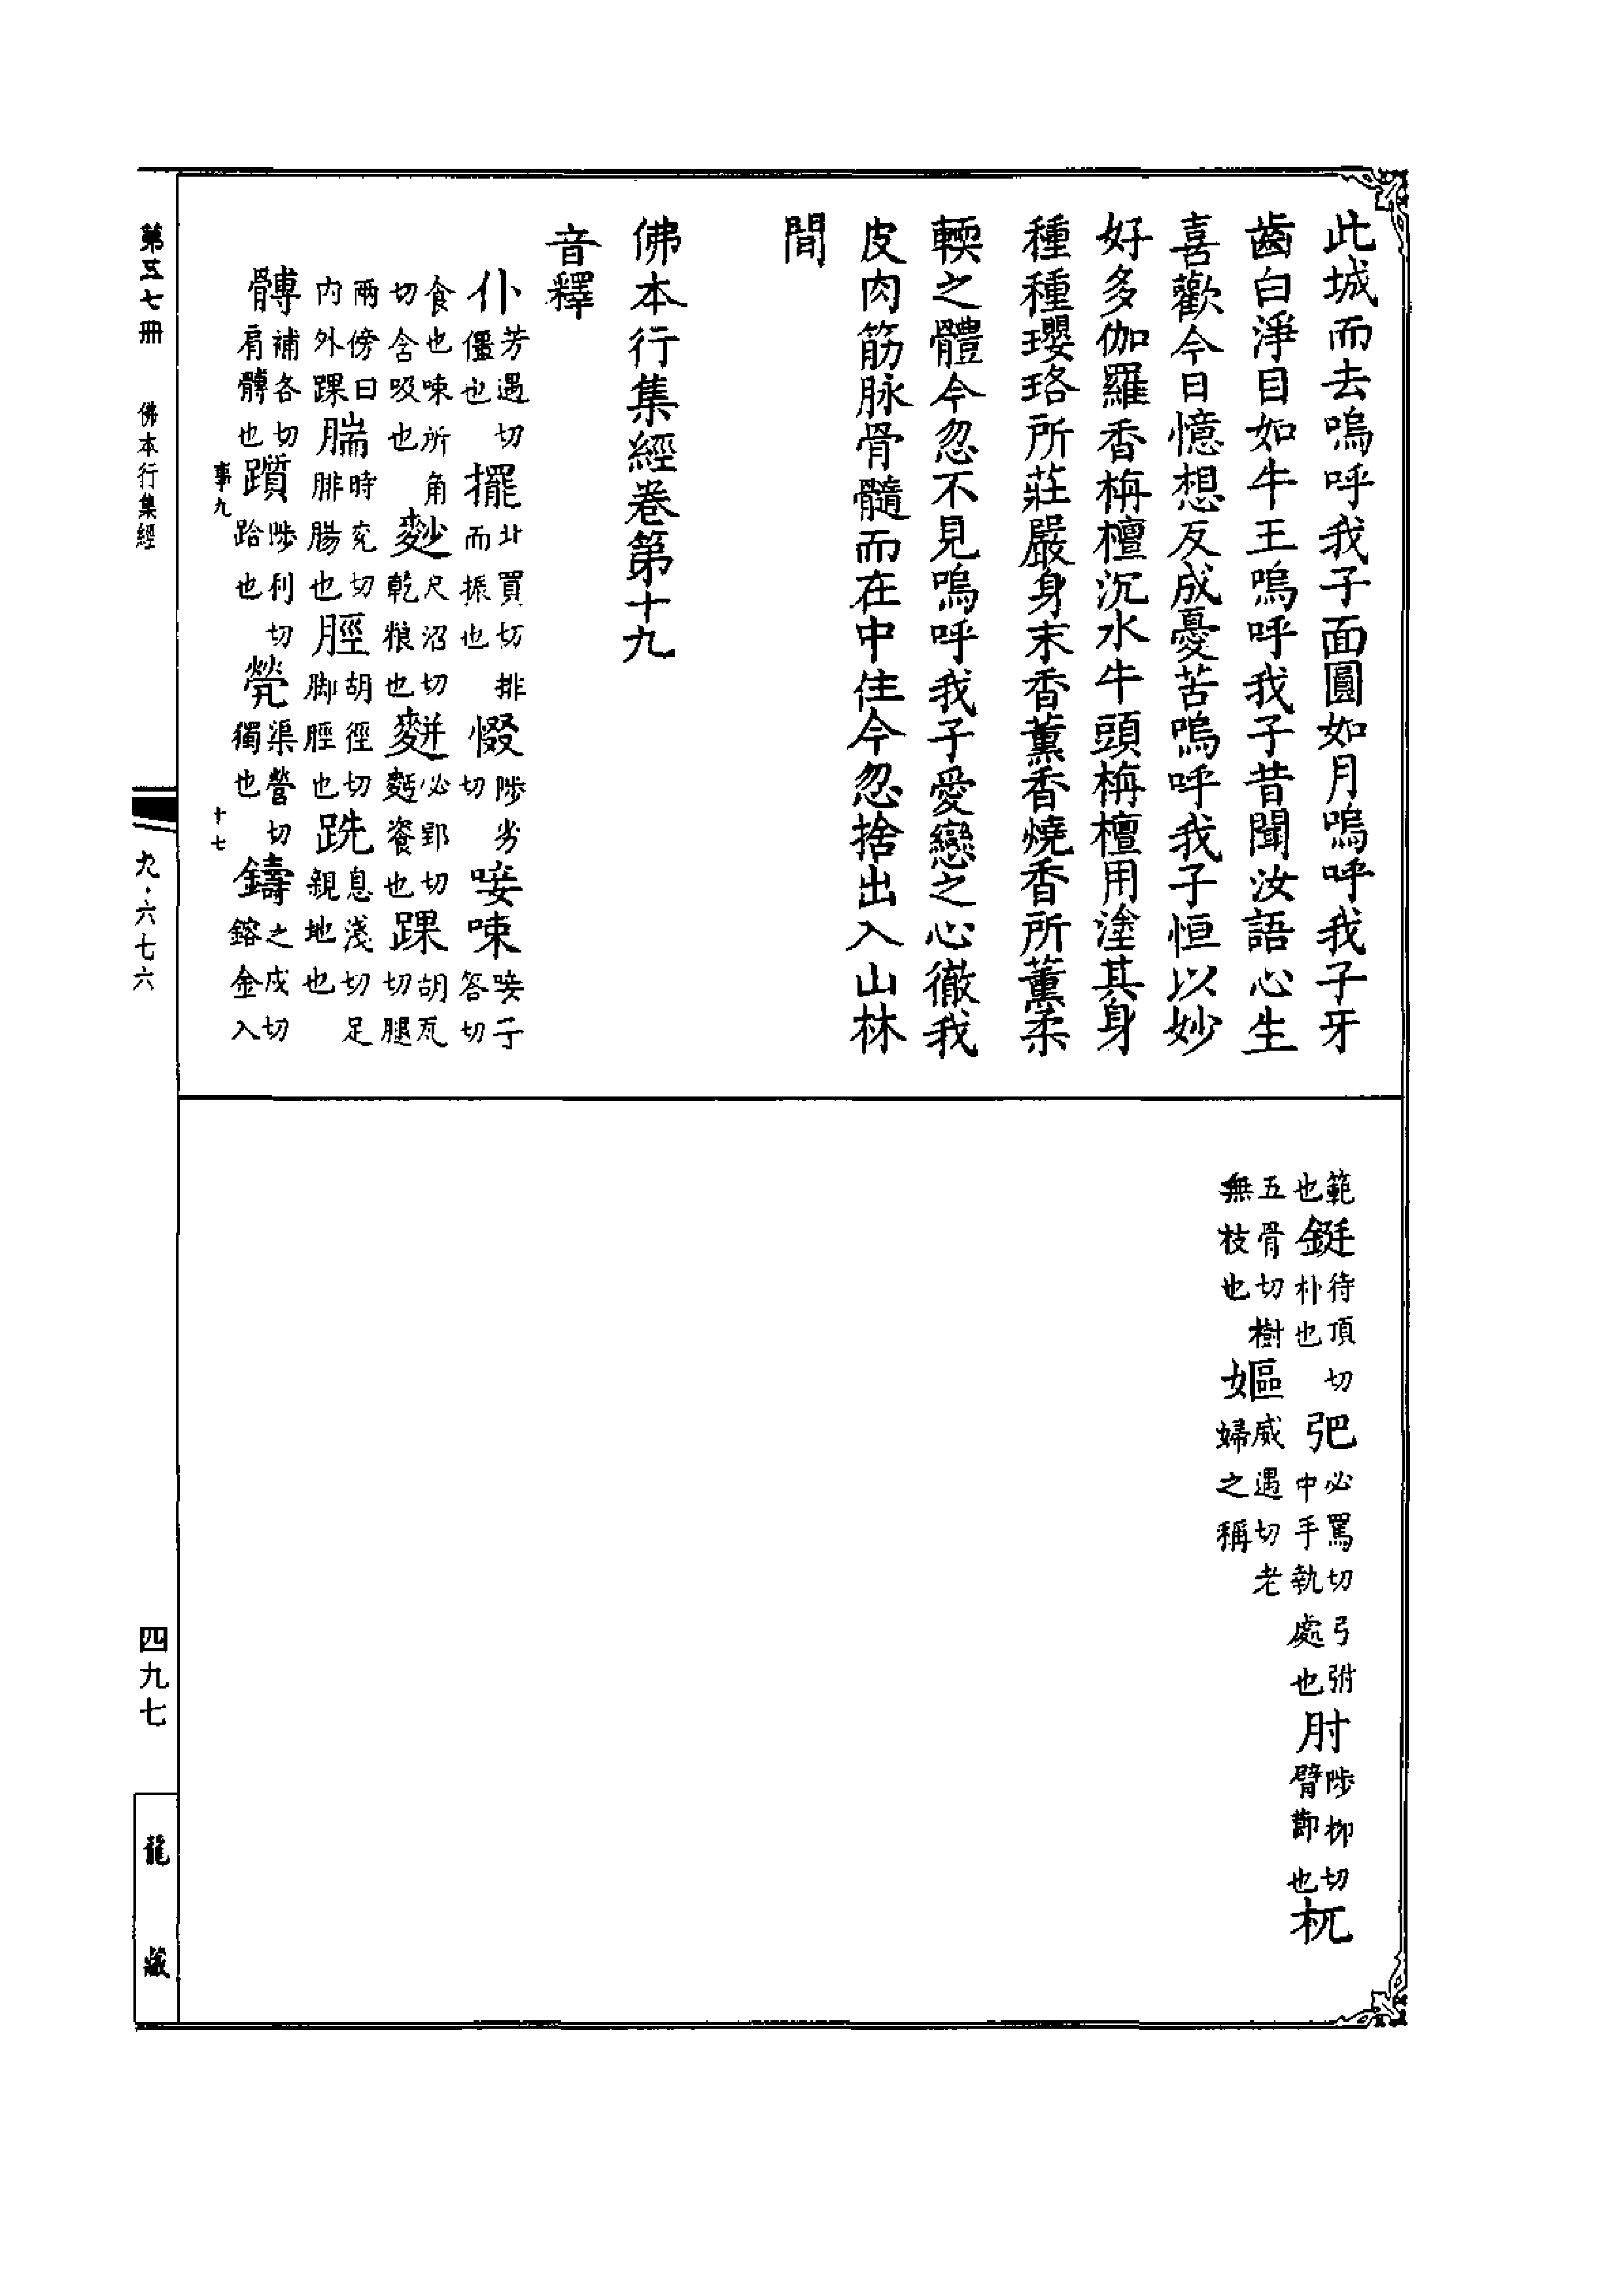 此城而去嗚呼我子面圓如月嗚呼我子牙
齒白淨目如牛王嗚呼我子昔聞汝語心生
喜歡今日憶想反成憂苦嗚呼我子恒以妙
好多伽羅香栴檀沉水牛頭栴檀用塗其身
種種瓔珞所莊嚴身末香薰香燒香所薰柔
輭之體今忽不見嗚呼我子愛戀之心徹我
皮肉筋脉骨髓而在中住今忽捨出入山林
間
佛本行集經卷第十九
音釋
仆芳遇切僵也擺北買切排而振也惙陟劣切唼唻唼子答切
食也唻所角切含吸也麨尺沼切乾粮也䴵必郢切麪餈也踝胡瓦切腿
兩傍曰內外踝腨時兖切腓腸也脛胡徑切脚脛也跣息淺切足親地也
髆補各切肩髆也躓陟利切跲也煢渠營切獨也鑄之戍切鎔金入
範也鋌待頂切朴也弝必罵切弓弣中手執處也肘陟柳切臂節也杌
五骨切樹無枝也嫗威遇切老婦之稱
第五七冊
佛本行集經
事九
十七
九·六七六
四九七
龍藏